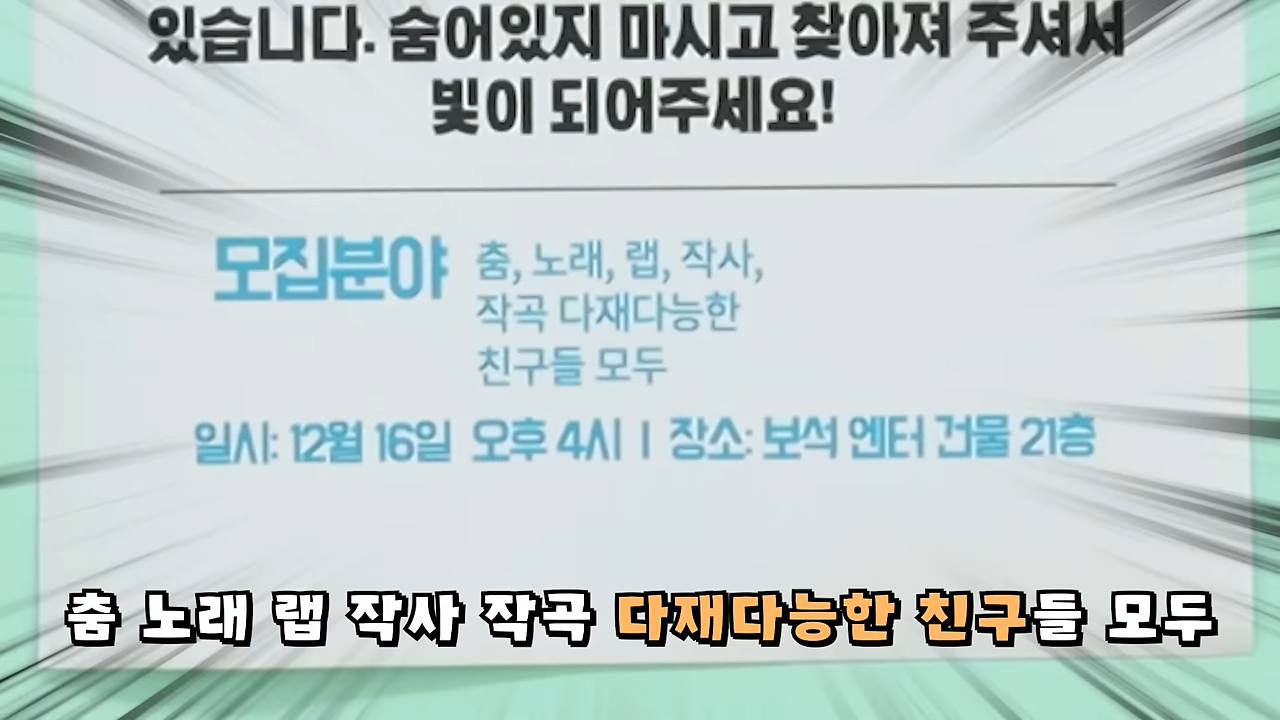 있습니다. 숨어있지 마시고 찾아져 주셔서
빛이 되어주세요!
모집분야 춤, 노래, 랩, 작사,
작곡 다재다능한
친구들 모두
일시: 12월 16일 오후 4시 | 장소: 보석 엔터 건물 21층
춤 노래 랩 작사 작곡 다재다능한 친구들 모두